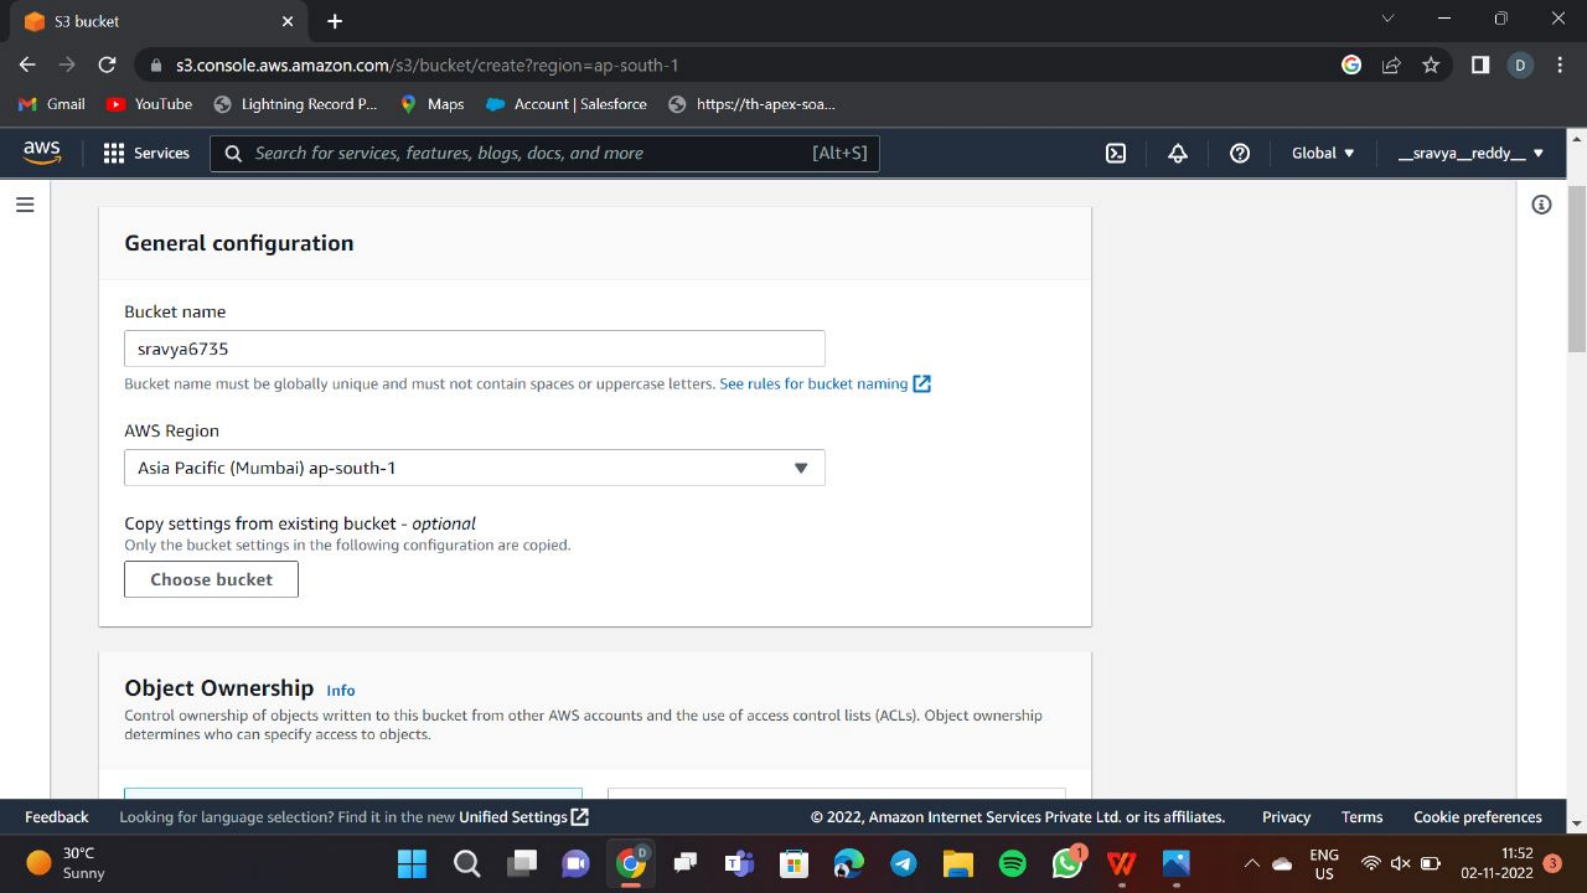 S3 bucket
s3.console.aws.amazon.com/s3/bucket/create?region=ap-south-1
D
Gmail
YouTube
Lightning Record P...
Maps
Account | Salesforce
https://th-apex-soa...
aws
Services
Search for services, features, blogs, docs, and more
[Alt+S]
Global
__sravya__reddy__
General configuration
Bucket name
sravya6735
Bucket name must be globally unique and must not contain spaces or uppercase letters. See rules for bucket naming
AWS Region
Asia Pacific (Mumbai) ap-south-1
Copy settings from existing bucket - optional
Only the bucket settings in the following configuration are copied.
Choose bucket
Object Ownership Info
Control ownership of objects written to this bucket from other AWS accounts and the use of access control lists (ACLs). Object ownership
determines who can specify access to objects.
Feedback
Looking for language selection? Find it in the new Unified Settings
© 2022, Amazon Internet Services Private Ltd. or its affiliates.
Privacy
Terms
Cookie preferences
30°C
Sunny
D
1
ENG
US
11:52
02-11-2022
3